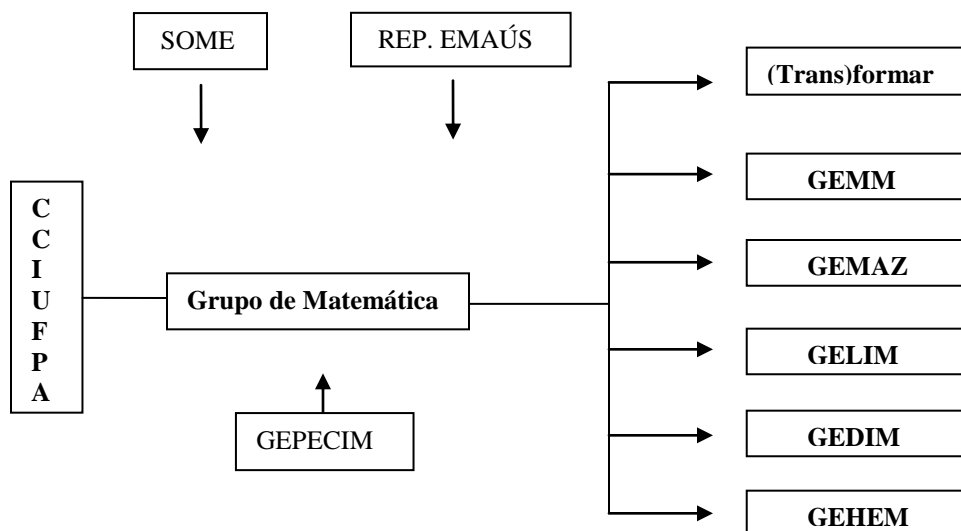 SOME
REP. EMAÚS
(Trans)formar
GEMM
C
C
I
U
F
P
A
Grupo de Matemática
GEMAZ
GELIM
GEPECIM
GEDIM
GEHEM